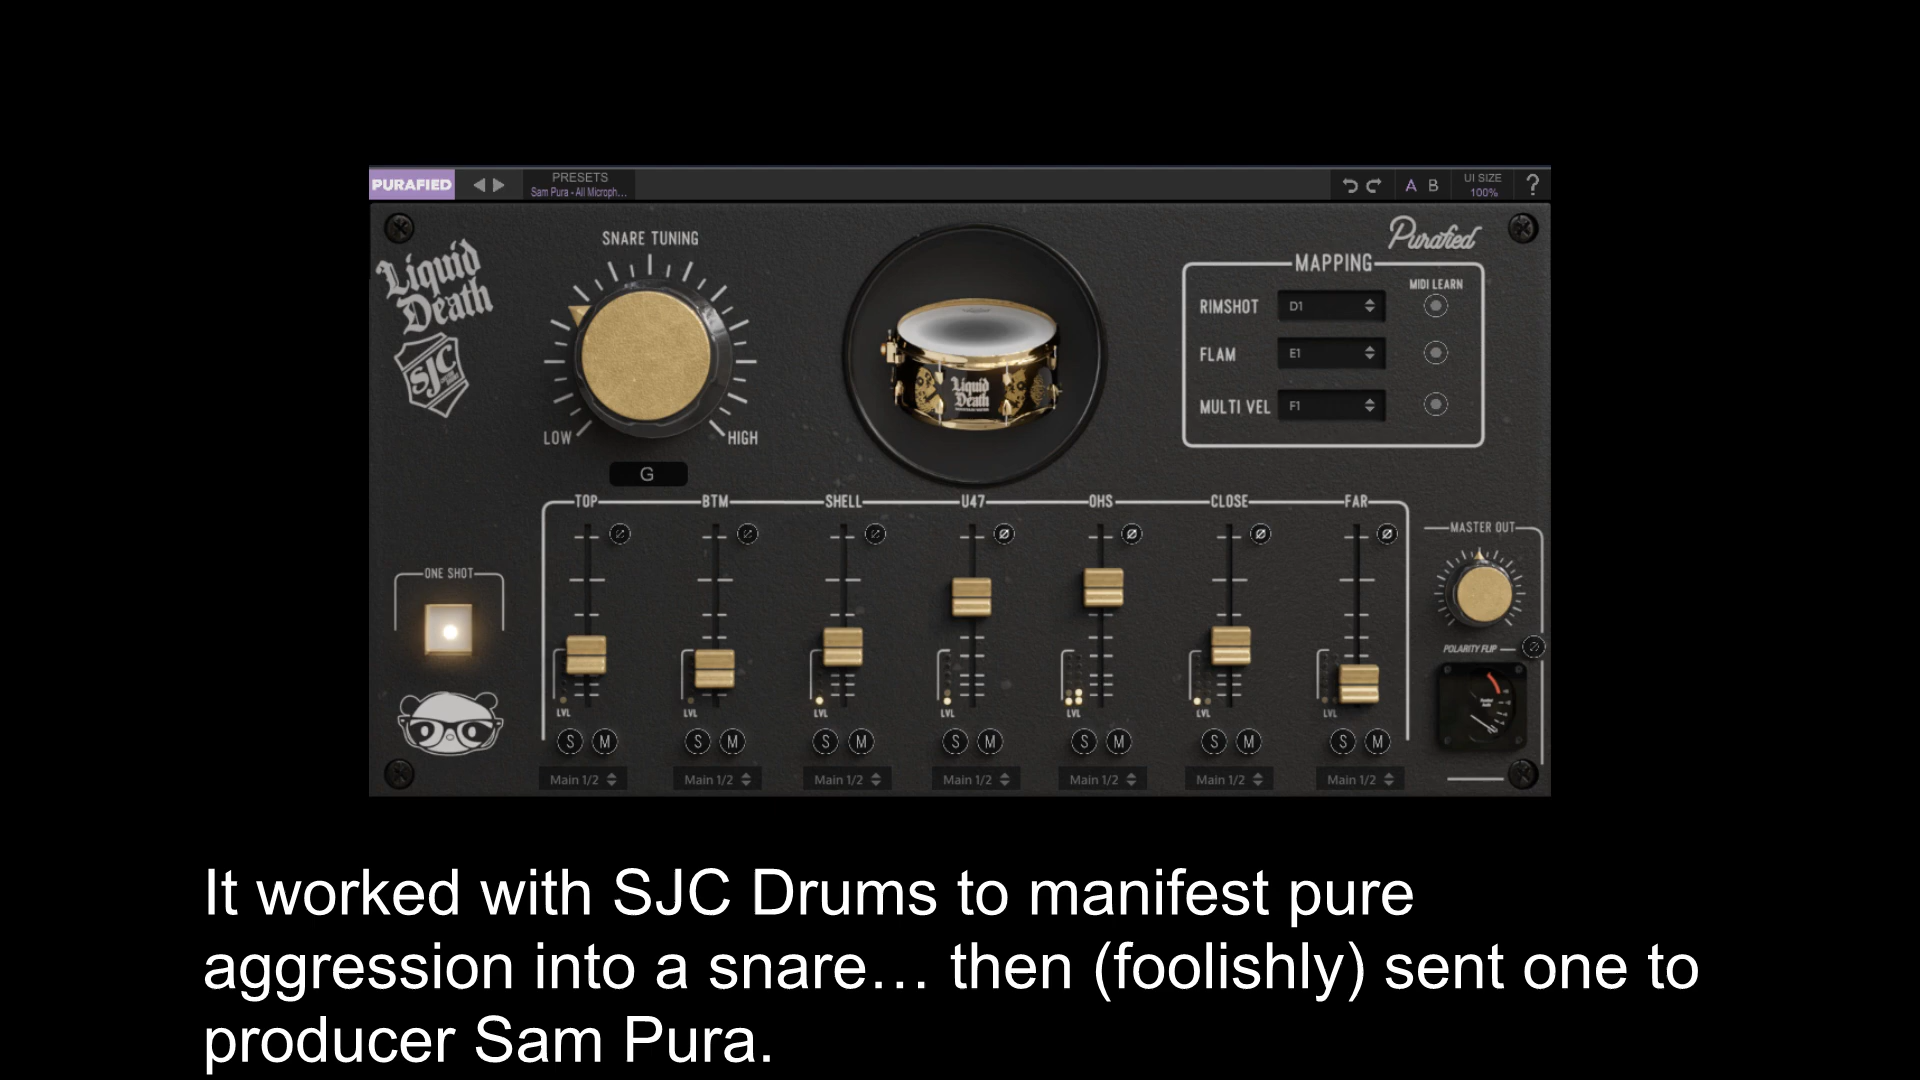 PURAFIED
PRESETS
Sam Pura - All Microph...
A B
UI SIZE
100%
?
Liquid
Death
SJC
SNARE TUNING
LOW
HIGH
G
Liquid
Death
Purafied
MAPPING
MIDI LEARN
RIMSHOT D1
FLAM E1
MULTI VEL F1
TOP BTM SHELL U47 OHS CLOSE FAR
ONE SHOT
MASTER OUT
POLARITY FLIP
LVL LVL LVL LVL LVL LVL LVL
S M S M S M S M S M S M S M
Main 1/2 Main 1/2 Main 1/2 Main 1/2 Main 1/2 Main 1/2 Main 1/2
It worked with SJC Drums to manifest pure
aggression into a snare… then (foolishly) sent one to
producer Sam Pura.